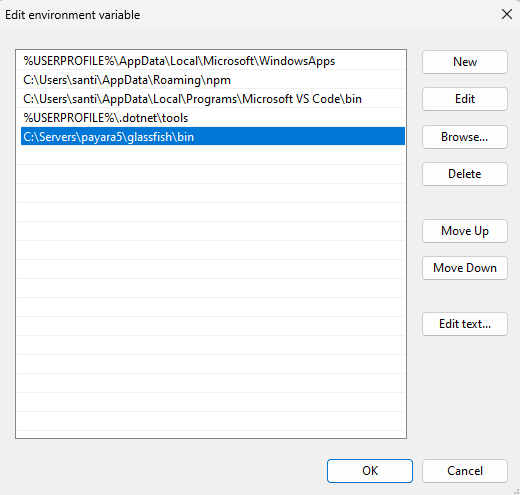 Edit environment variable
%USERPROFILE%\AppData\Local\Microsoft\WindowsApps
C:\Users\santi\AppData\Roaming\npm
C:\Users\santi\AppData\Local\Programs\Microsoft VS Code\bin
%USERPROFILE%\.dotnet\tools
C:\Servers\payara5\glassfish\bin
New
Edit
Browse...
Delete
Move Up
Move Down
Edit text...
OK
Cancel